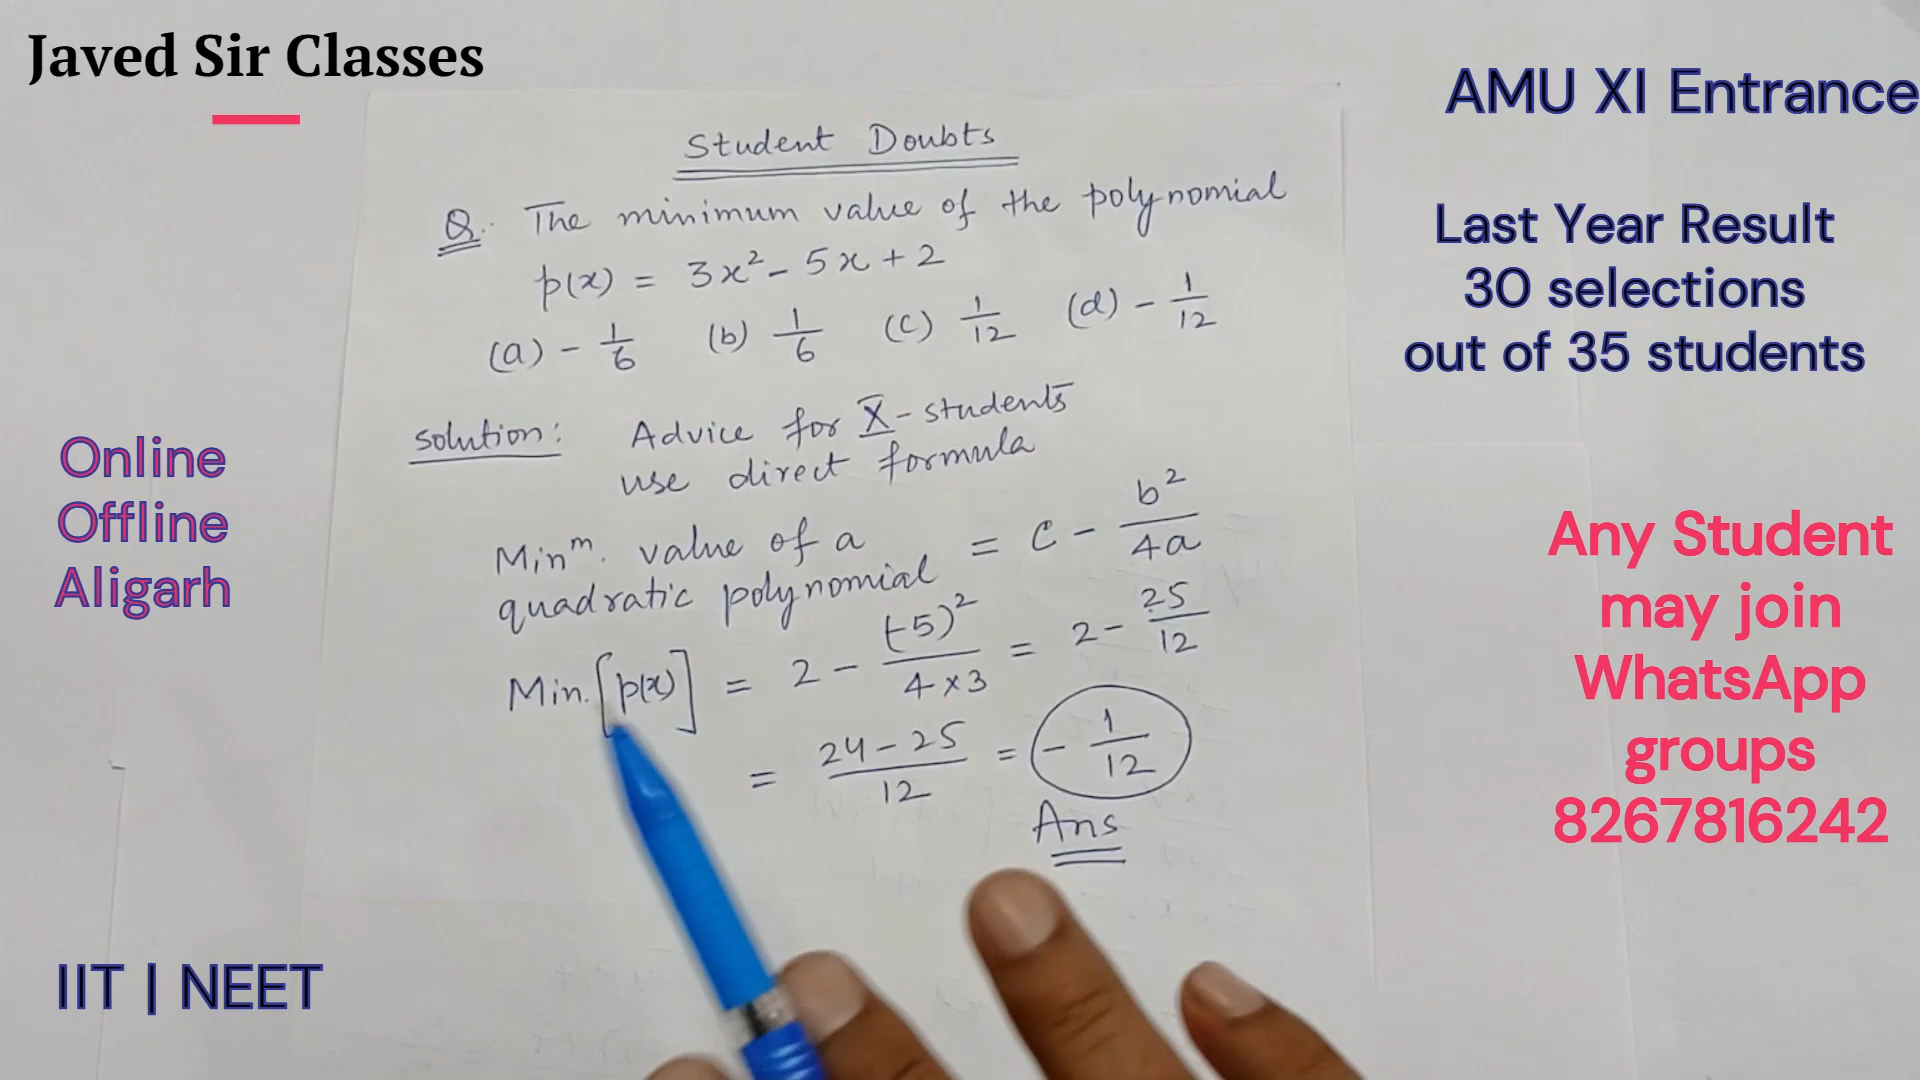 Javed Sir Classes
AMU XI Entrance
Last Year Result
30 selections
out of 35 students
Online
Offline
Aligarh
Any Student
may join
WhatsApp
groups
8267816242
IIT | NEET
Student Doubts
Q. The minimum value of the polynomial
p(x) = 3x² - 5x + 2
(a) - 1/6 (b) 1/6 (c) 1/12 (d) - 1/12
Solution: Advice for X - students
use direct formula
Minᵐ. value of a
quadratic polynomial = c - b²/4a
Min. [p(x)] = 2 - (-5)²/4×3 = 2 - 25/12
= 24 - 25/12 = - 1/12
Ans